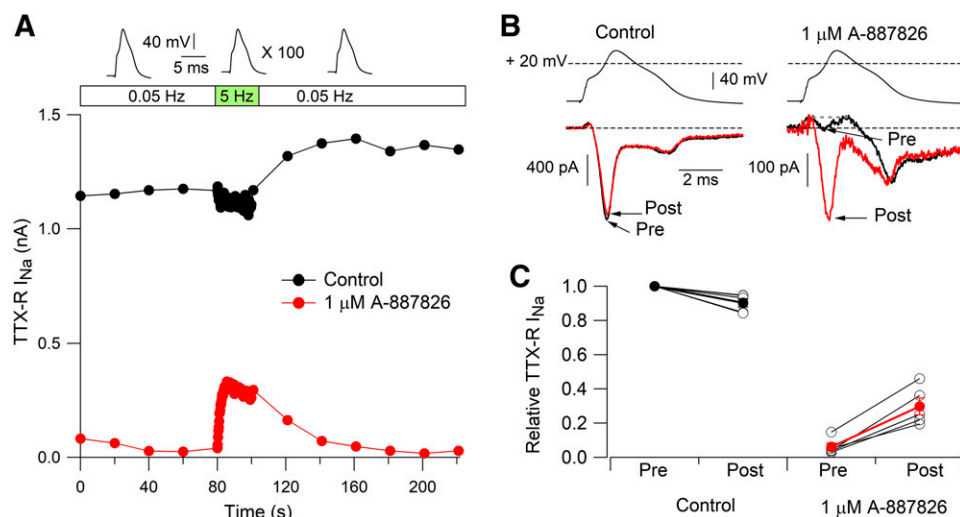 A
40 mV
5 ms
X 100
0.05 Hz
5 Hz
0.05 Hz
1.5
1.0
0.5
0.0
TTX-R INa (nA)
Control
1 μM A-887826
0
40
80
120
160
200
Time (s)
B
Control
1 μM A-887826
+ 20 mV
40 mV
400 pA
2 ms
Post
Pre
100 pA
Pre
Post
C
1.0
0.8
0.6
0.4
0.2
0.0
Relative TTX-R INa
Pre
Post
Pre
Post
Control
1 μM A-887826